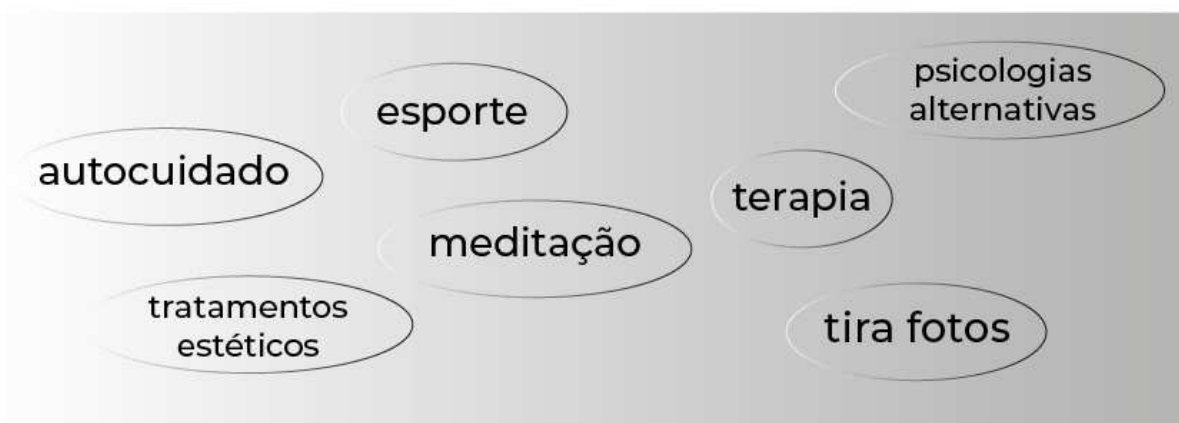 psicologias
alternativas
esporte
autocuidado
terapia
meditação
tratamentos
estéticos
tira fotos